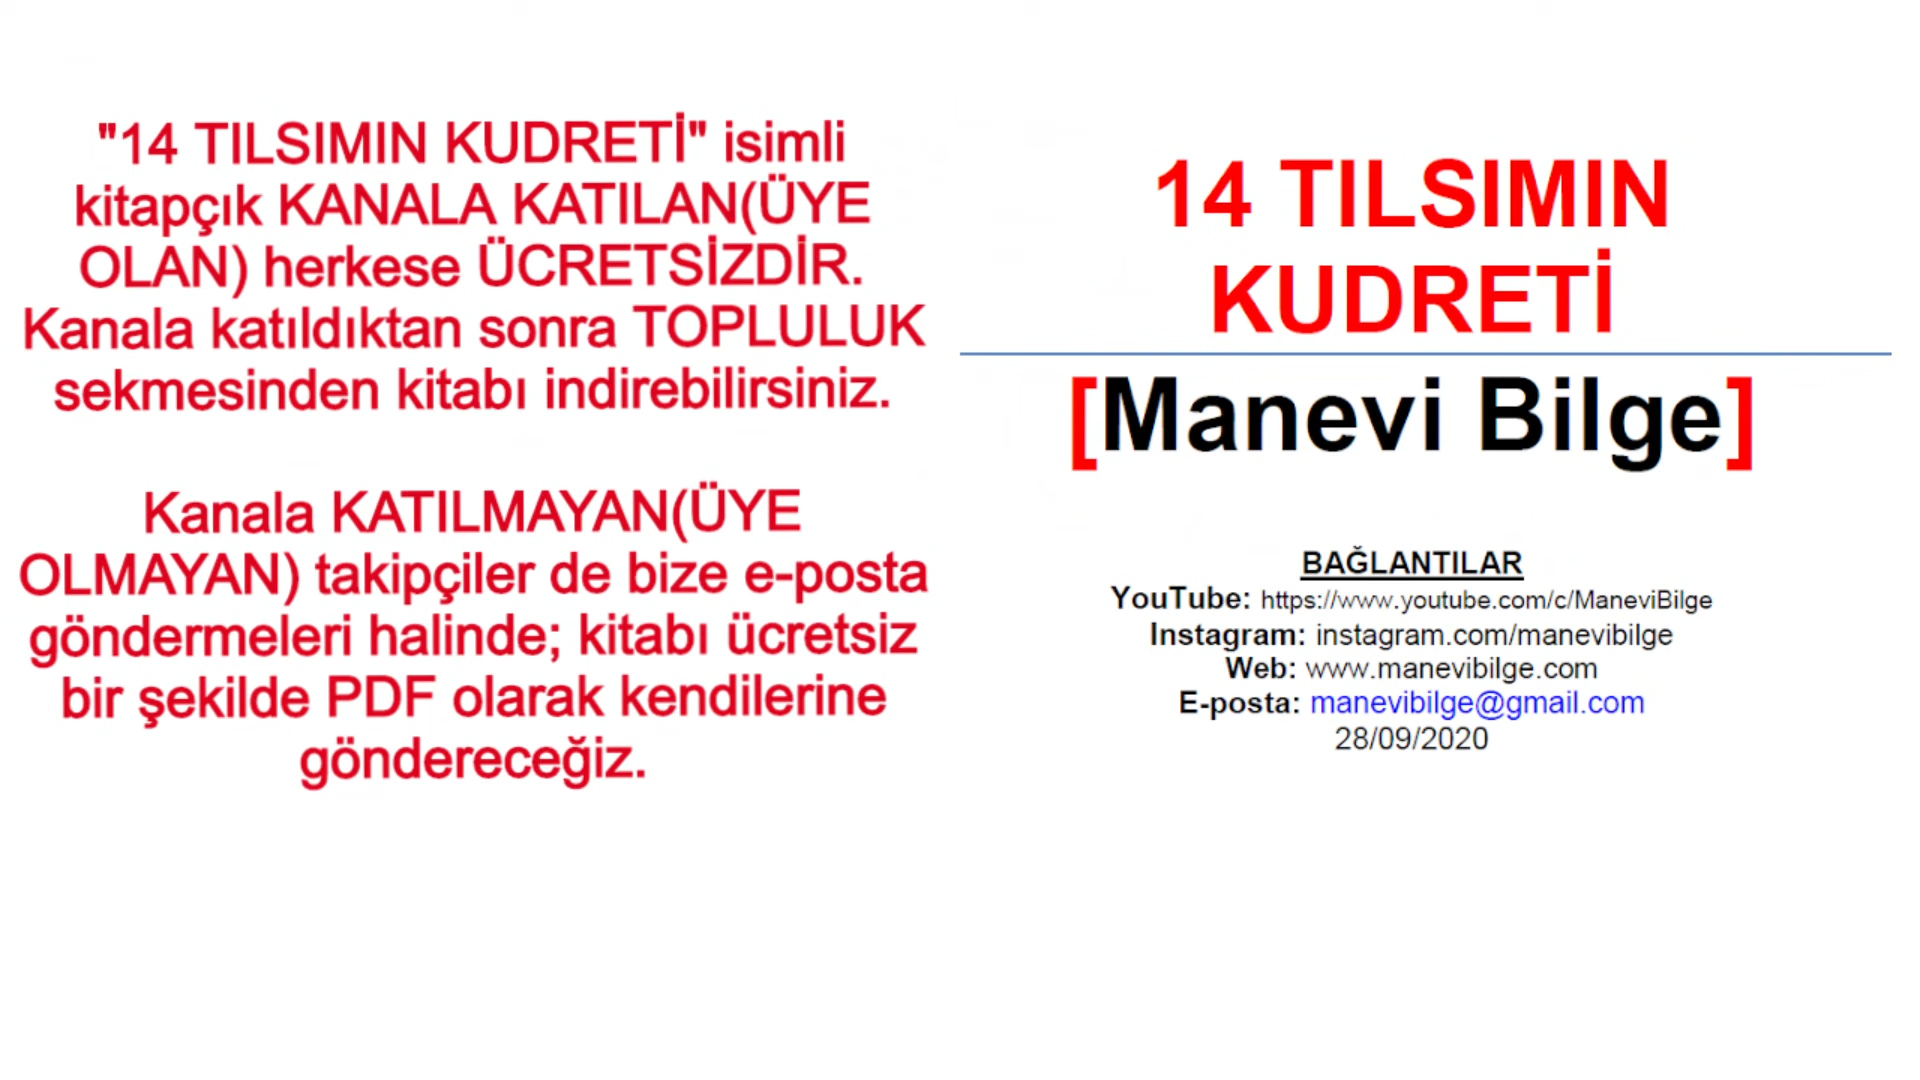 "14 TILSIMIN KUDRETİ" isimli
kitapçık KANALA KATILAN(ÜYE
OLAN) herkese ÜCRETSİZDİR.
Kanala katıldıktan sonra TOPLULUK
sekmesinden kitabı indirebilirsiniz.
Kanala KATILMAYAN(ÜYE
OLMAYAN) takipçiler de bize e-posta
göndermeleri halinde; kitabı ücretsiz
bir şekilde PDF olarak kendilerine
göndereceğiz.
14 TILSIMIN
KUDRETİ
[Manevi Bilge]
BAĞLANTILAR
YouTube: https://www.youtube.com/c/ManeviBilge
Instagram: instagram.com/manevibilge
Web: www.manevibilge.com
E-posta: manevibilge@gmail.com
28/09/2020